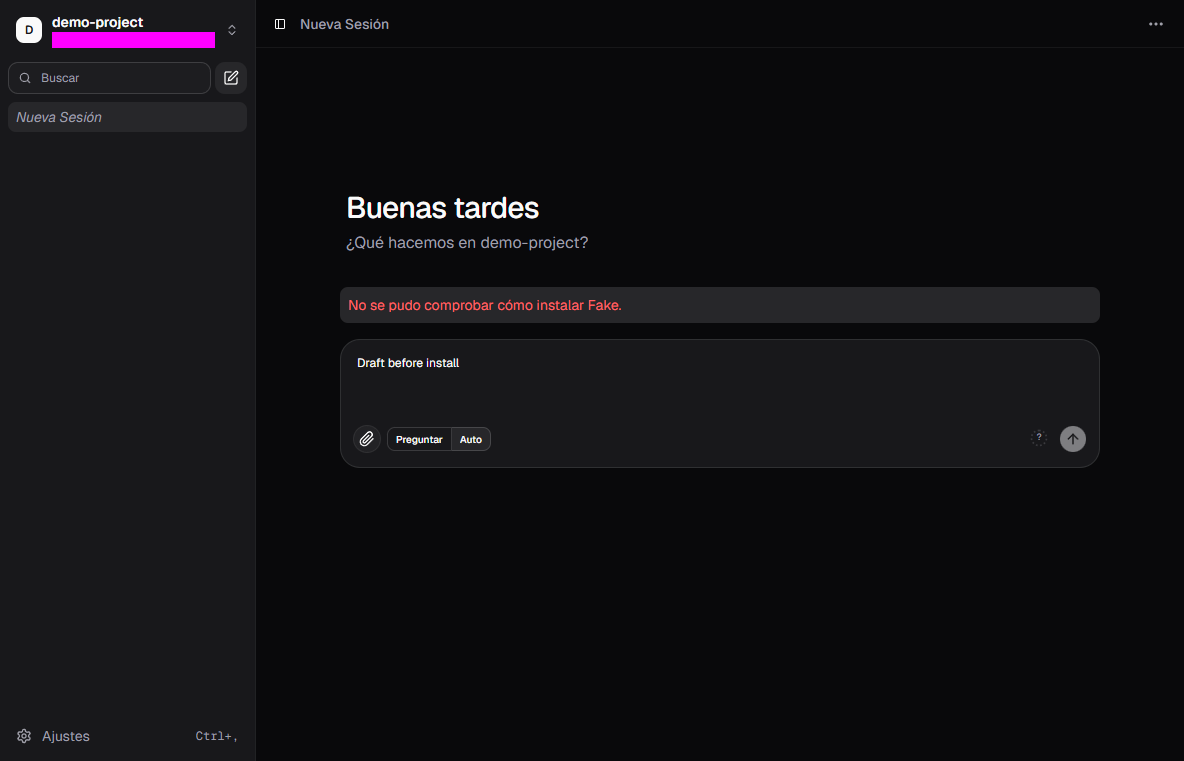 D
demo-project
Buscar
Nueva Sesión
Ajustes
Ctrl+,
Nueva Sesión
Buenas tardes
¿Qué hacemos en demo-project?
No se pudo comprobar cómo instalar Fake.
Draft before install
Preguntar Auto
?